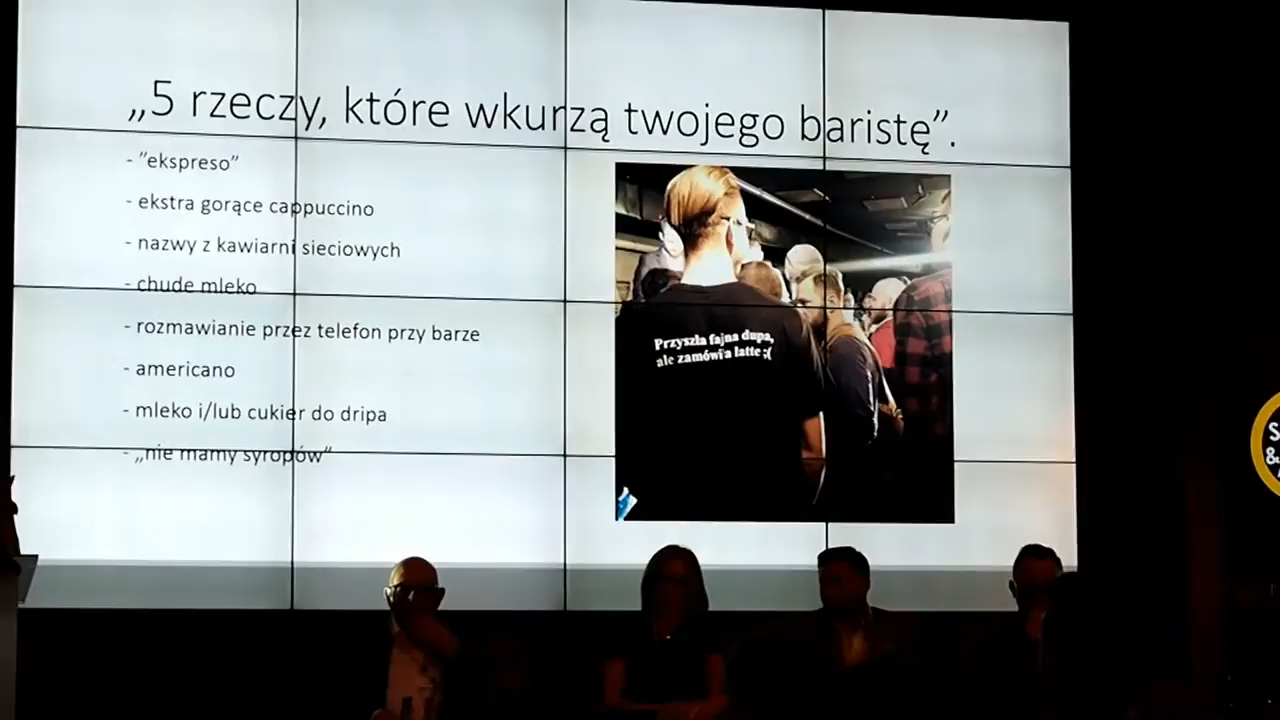 „5 rzeczy, które wkurzą twojego baristę”.
- ”ekspreso”
- ekstra gorące cappuccino
- nazwy z kawiarni sieciowych
- chude mleko
- rozmawianie przez telefon przy barze
- americano
- mleko i/lub cukier do dripa
- „nie mamy syropów”
Przyszła fajna dupa,
ale zamówiła latte ;(